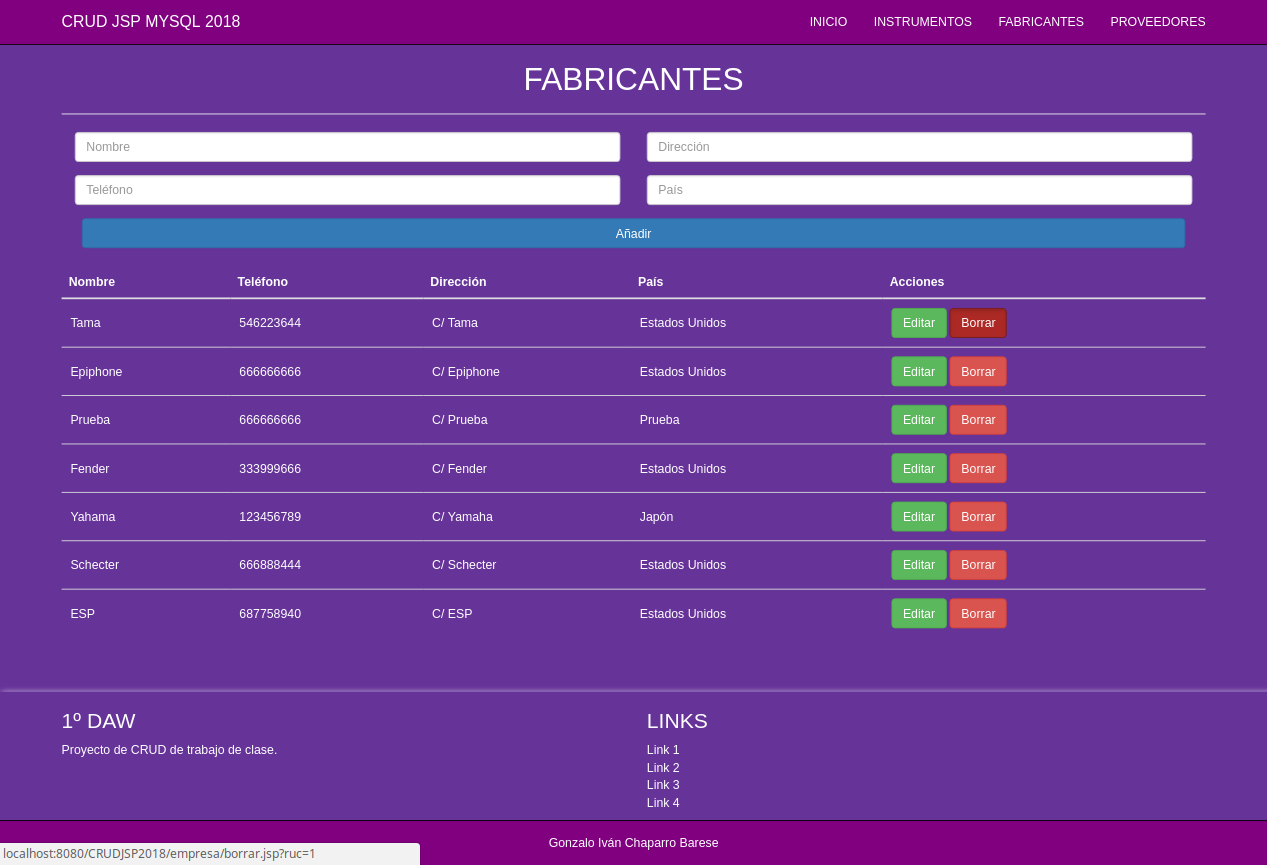 CRUD JSP MYSQL 2018 INICIO INSTRUMENTOS FABRICANTES PROVEEDORES
FABRICANTES
Nombre Dirección
Teléfono País
Añadir
Nombre Teléfono Dirección País Acciones
Tama 546223644 C/ Tama Estados Unidos Editar Borrar
Epiphone 666666666 C/ Epiphone Estados Unidos Editar Borrar
Prueba 666666666 C/ Prueba Prueba Editar Borrar
Fender 333999666 C/ Fender Estados Unidos Editar Borrar
Yahama 123456789 C/ Yamaha Japón Editar Borrar
Schecter 666888444 C/ Schecter Estados Unidos Editar Borrar
ESP 687758940 C/ ESP Estados Unidos Editar Borrar
1º DAW LINKS
Proyecto de CRUD de trabajo de clase. Link 1
Link 2
Link 3
Link 4
Gonzalo Iván Chaparro Barese
localhost:8080/CRUDJSP2018/empresa/borrar.jsp?ruc=1